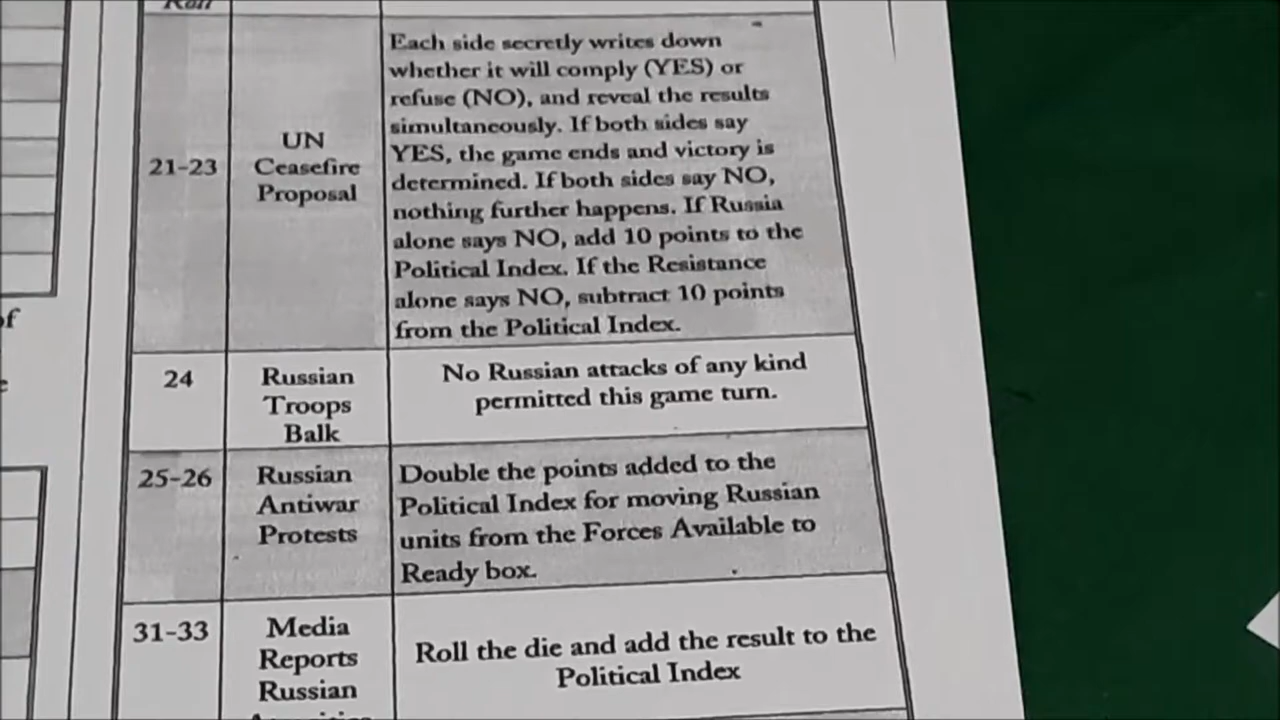 Roll
Each side secretly writes down
whether it will comply (YES) or
refuse (NO), and reveal the results
simultaneously. If both sides say
YES, the game ends and victory is
determined. If both sides say NO,
nothing further happens. If Russia
alone says NO, add 10 points to the
Political Index. If the Resistance
alone says NO, subtract 10 points
from the Political Index.
21-23
UN
Ceasefire
Proposal
24
Russian
Troops
Balk
No Russian attacks of any kind
permitted this game turn.
25-26
Russian
Antiwar
Protests
Double the points added to the
Political Index for moving Russian
units from the Forces Available to
Ready box.
31-33
Media
Reports
Russian
Roll the die and add the result to the
Political Index